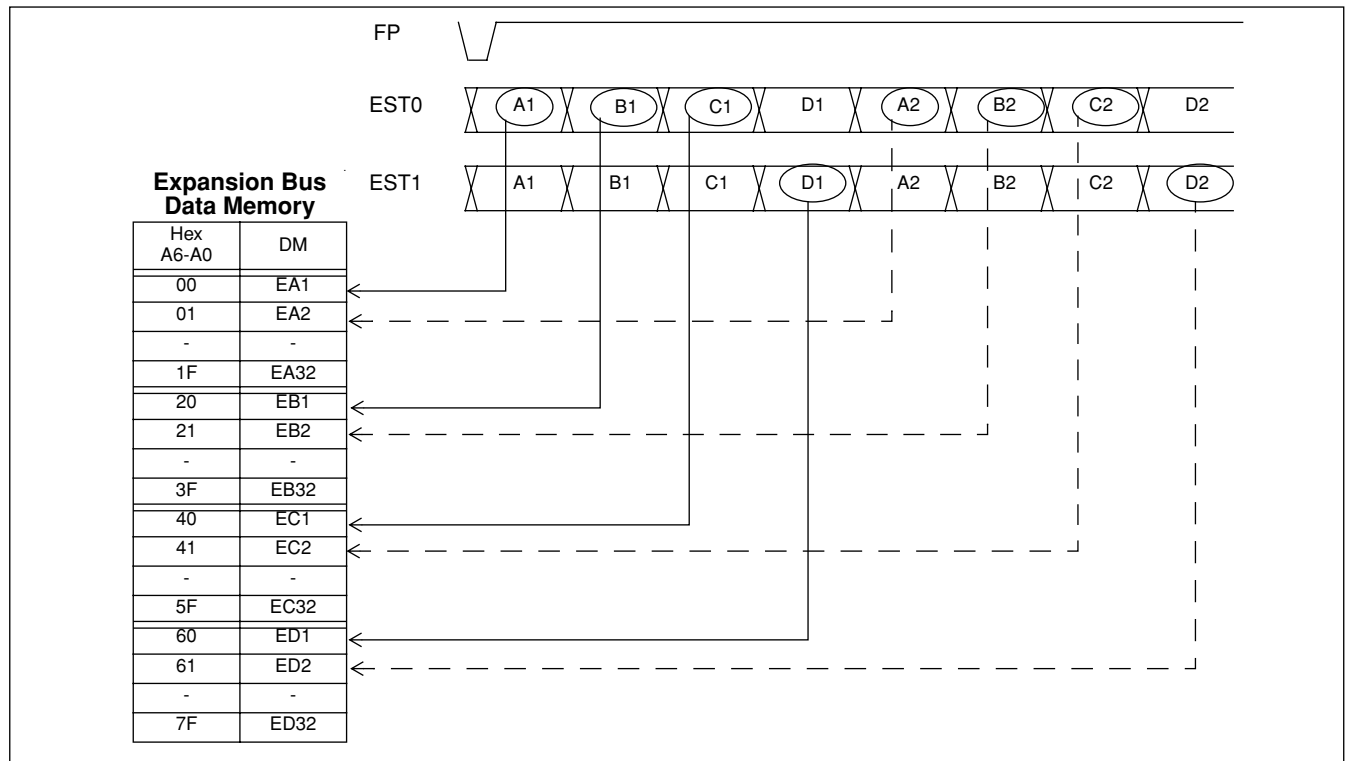 FP
EST0 A1 B1 C1 D1 A2 B2 C2 D2
EST1 A1 B1 C1 D1 A2 B2 C2 D2
Expansion Bus
Data Memory
Hex
A6-A0 DM
00 EA1
01 EA2
- -
1F EA32
20 EB1
21 EB2
- -
3F EB32
40 EC1
41 EC2
- -
5F EC32
60 ED1
61 ED2
- -
7F ED32